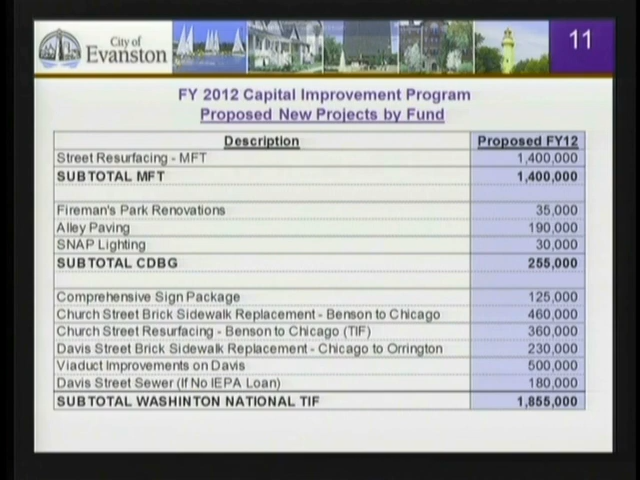 City of
Evanston
11
FY 2012 Capital Improvement Program
Proposed New Projects by Fund
Description Proposed FY12
Street Resurfacing - MFT 1,400,000
SUBTOTAL MFT 1,400,000
Fireman's Park Renovations 35,000
Alley Paving 190,000
SNAP Lighting 30,000
SUBTOTAL CDBG 255,000
Comprehensive Sign Package 125,000
Church Street Brick Sidewalk Replacement - Benson to Chicago 460,000
Church Street Resurfacing - Benson to Chicago (TIF) 360,000
Davis Street Brick Sidewalk Replacement - Chicago to Orrington 230,000
Viaduct Improvements on Davis 500,000
Davis Street Sewer (If No IEPA Loan) 180,000
SUBTOTAL WASHINTON NATIONAL TIF 1,855,000